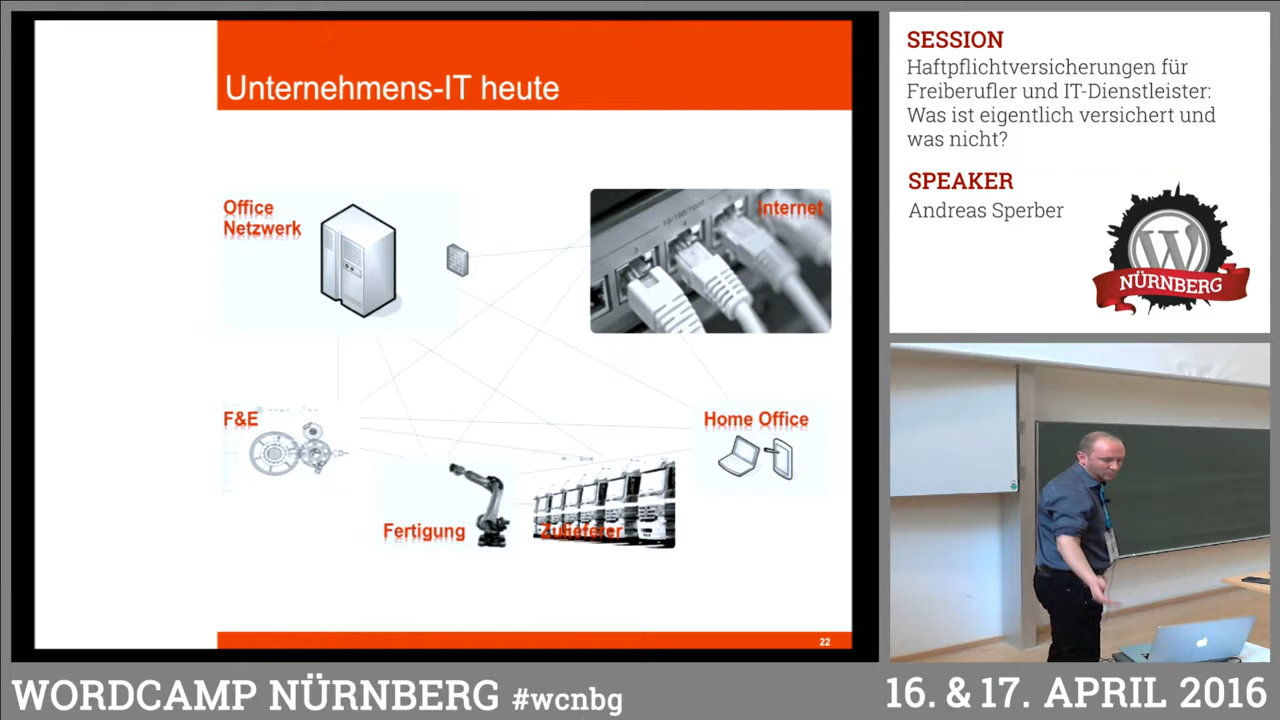 Unternehmens-IT heute
Office
Netzwerk
Internet
F&E
Home Office
Fertigung
Zulieferer
22
SESSION
Haftpflichtversicherungen für
Freiberufler und IT-Dienstleister:
Was ist eigentlich versichert und
was nicht?
SPEAKER
Andreas Sperber
NÜRNBERG
WORDCAMP NÜRNBERG #wcnbg
16. & 17. APRIL 2016